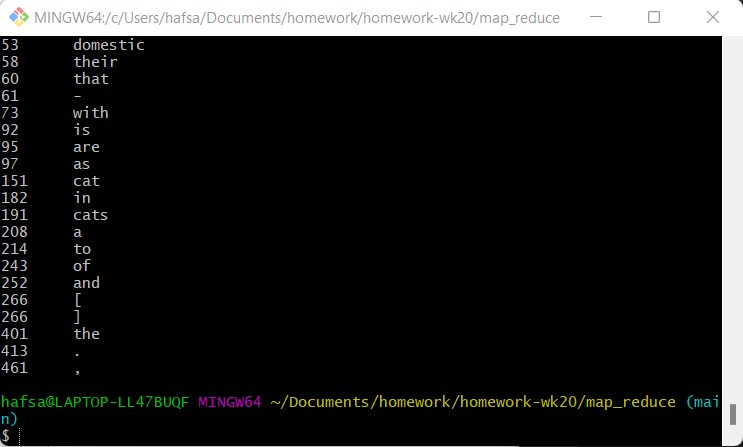 MINGW64:/c/Users/hafsa/Documents/homework/homework-wk20/map_reduce
53 domestic
58 their
60 that
61 -
73 with
92 is
95 are
97 as
151 cat
182 in
191 cats
208 a
214 to
243 of
252 and
266 [
266 ]
401 the
413 .
461 ,
hafsa@LAPTOP-LL47BUQF MINGW64 ~/Documents/homework/homework-wk20/map_reduce (mai
n)
$